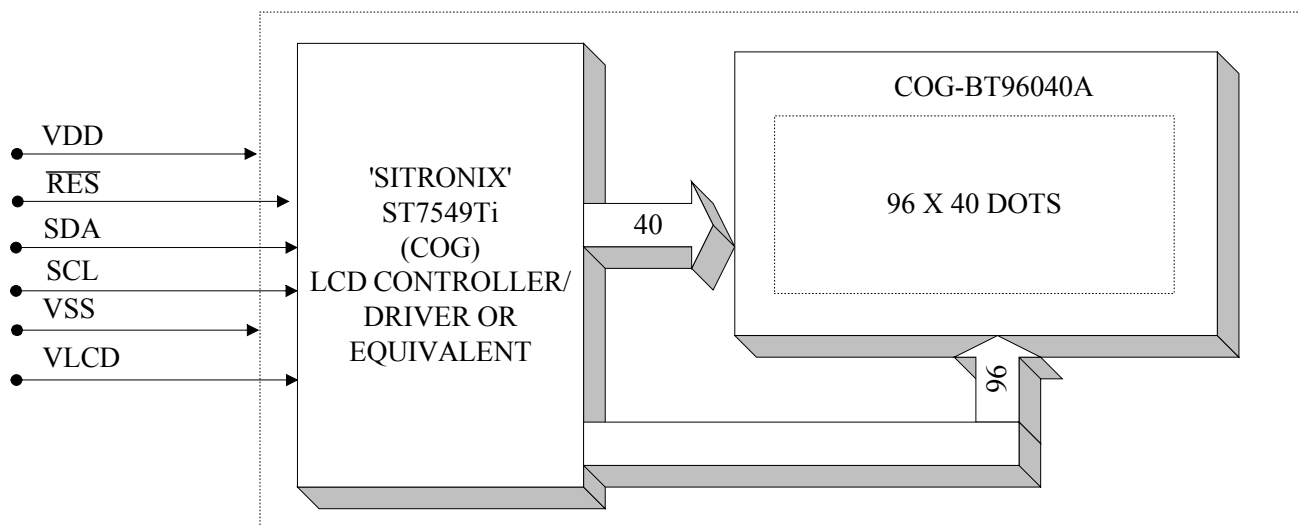 VDD
R̅E̅S̅
SDA
SCL
VSS
VLCD
'SITRONIX'
ST7549Ti
(COG)
LCD CONTROLLER/
DRIVER OR
EQUIVALENT
40
COG-BT96040A
96 X 40 DOTS
96